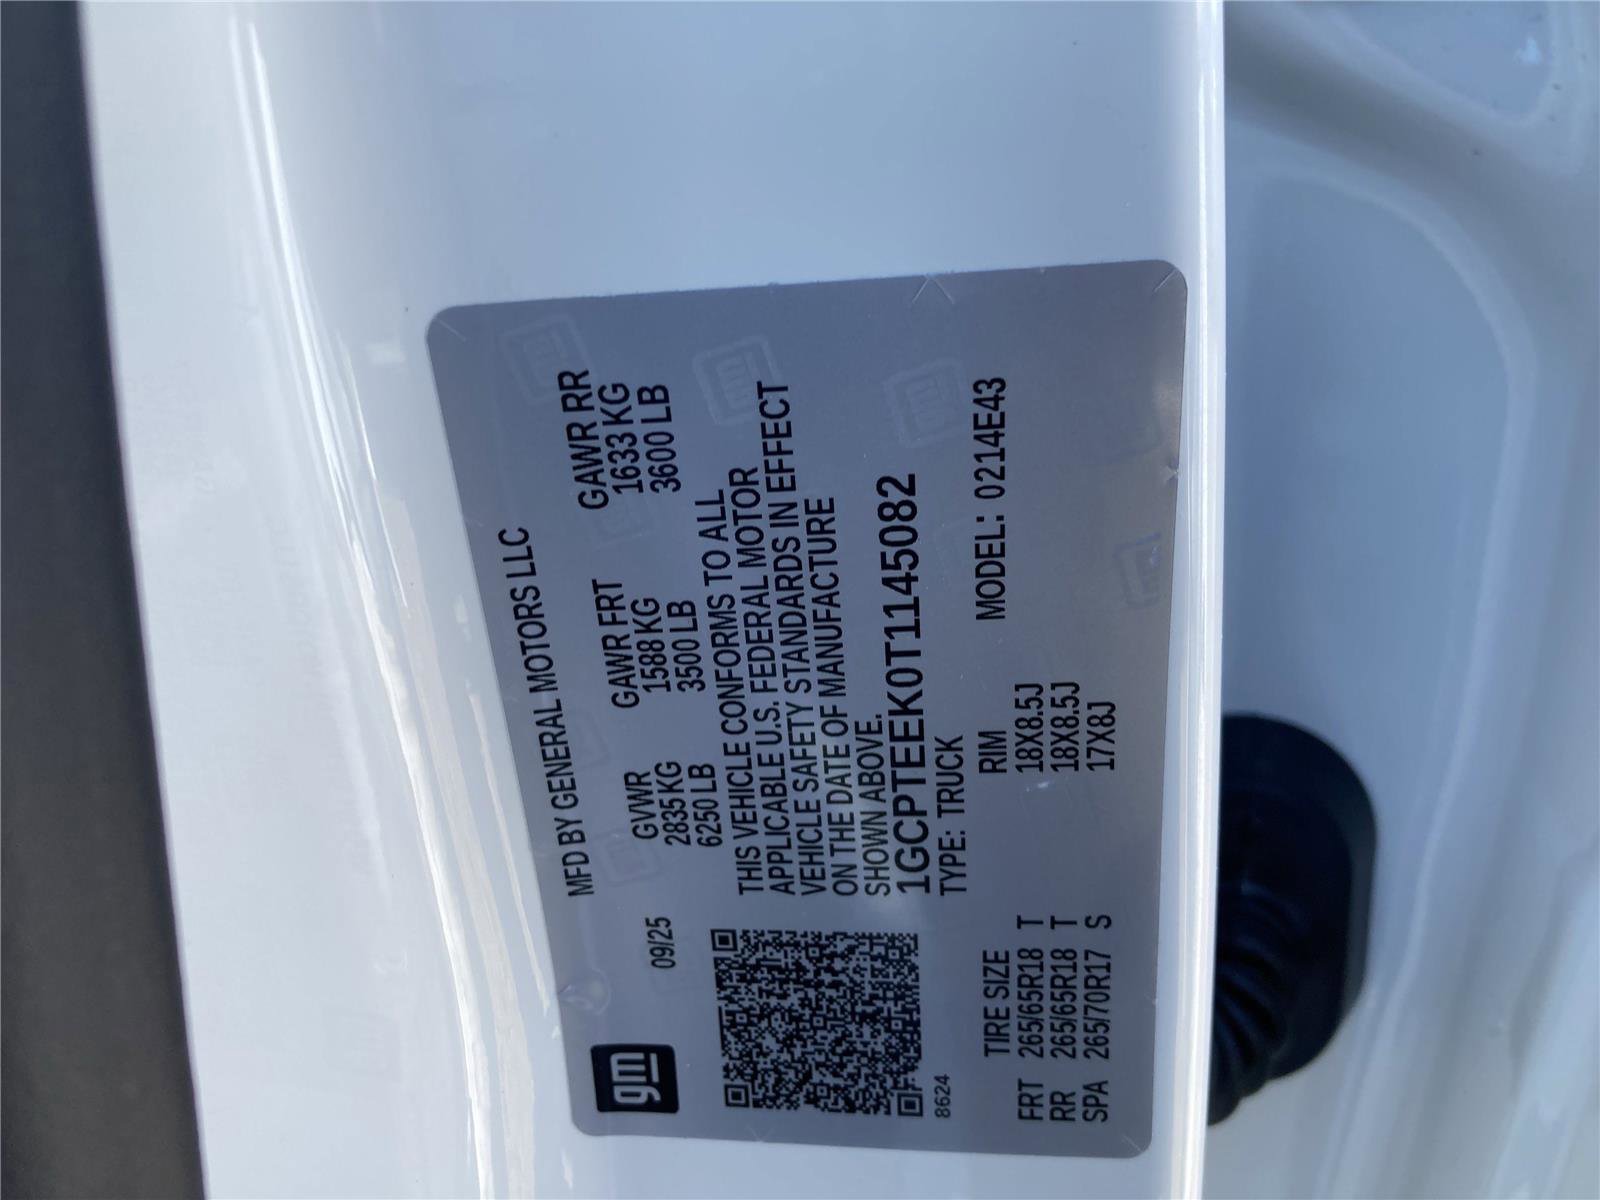 gm
09/25
MFD BY GENERAL MOTORS LLC
GVWR GAWR FRT GAWR RR
2835 KG 1588 KG 1633 KG
6250 LB 3500 LB 3600 LB
THIS VEHICLE CONFORMS TO ALL
APPLICABLE U.S. FEDERAL MOTOR
VEHICLE SAFETY STANDARDS IN EFFECT
ON THE DATE OF MANUFACTURE
SHOWN ABOVE.
1GCPTEEK0T1145082
TYPE: TRUCK MODEL: 0214E43
8624
TIRE SIZE RIM
FRT 265/65R18 T 18X8.5J
RR 265/65R18 T 18X8.5J
SPA 265/70R17 S 17X8J